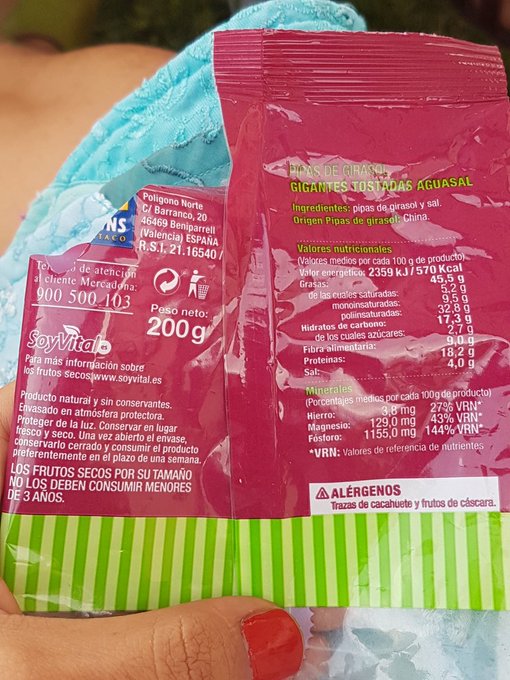 NS
TACO
Poligono Norte
C/ Barranco, 20
46469 Beniparrell
(Valencia) ESPAÑA
R.S.I. 21.16540 /
de atención
al cliente Mercadona:
900 500 103
Peso neto:
200g
SoyVita
Para más información sobre
los frutos secos:www.soyvital.es
Producto natural y sin conservantes.
Envasado en atmósfera protectora.
Proteger de la luz. Conservar en lugar
fresco y seco. Una vez abierto el envase,
conservarlo cerrado y consumir el producto
preferentemente en el plazo de una semana.
LOS FRUTOS SECOS POR SU TAMAÑO
NO LOS DEBEN CONSUMIR MENORES
DE 3 AÑOS.
PIPAS DE GIRASOL
GIGANTES TOSTADAS AGUASAL
Ingredientes: pipas de girasol y sal.
Origen Pipas de girasol: China.
Valores nutricionales
(Valores medios por cada 100 g de producto)
Valor energético: 2359 kJ / 570 Kcal
Grasas: 45,5 g
de las cuales saturadas: 5,2 g
monoinsaturadas: 9,5 g
poliinsaturadas: 32,8 g
Hidratos de carbono: 17,3 g
de los cuales azúcares: 2,7 g
Fibra alimentaria: 9,0 g
Proteínas: 18,2 g
Sal: 4,0 g
Minerales
(Porcentajes medios por cada 100g de producto)
Hierro: 3,8 mg 27% VRN*
Magnesio: 129,0 mg 43% VRN*
Fósforo: 1155,0 mg 144% VRN*
*VRN: Valores de referencia de nutrientes
ALÉRGENOS
Trazas de cacahuete y frutos de cáscara.